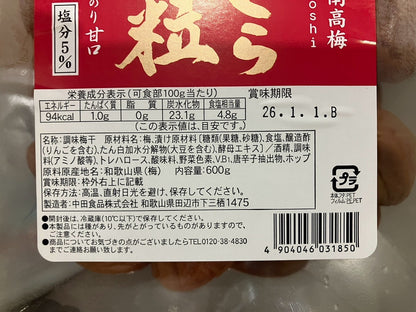 南高梅
oshi
のり甘口
塩分5%
粒
ら
栄養成分表示(可食部100g当たり)
エネルギー たんぱく質 脂質 炭水化物 食塩相当量
94kcal 1.0g 0g 23.1g 4.8g
(この表示値は、目安です。)
賞味期限
26.1.1.B
名称:調味梅干 原材料名:梅、漬け原材料[糖類(果糖、砂糖)、食塩、醸造酢
(りんごを含む)、たん白加水分解物(大豆を含む)、酵母エキス]/酒精、調味
料(アミノ酸等)、トレハロース、酸味料、野菜色素、V.B1、唐辛子抽出物、ホップ
原料原産地名:和歌山県(梅) 内容量:600g
賞味期限:枠外右上に記載
保存方法:高温、直射日光を避け、保存してください。
製造者:中田食品株式会社 和歌山県田辺市下三栖1475
プラ
●開封後は、冷蔵庫(10℃以下)で保存してください。
●本製品には種があり、先がとがっているものがありますので、
ご注意ください。
●商品についてお気づきの点がございましたらTEL0120-38-4830
までご連絡お願い致します。
4 904046 031850